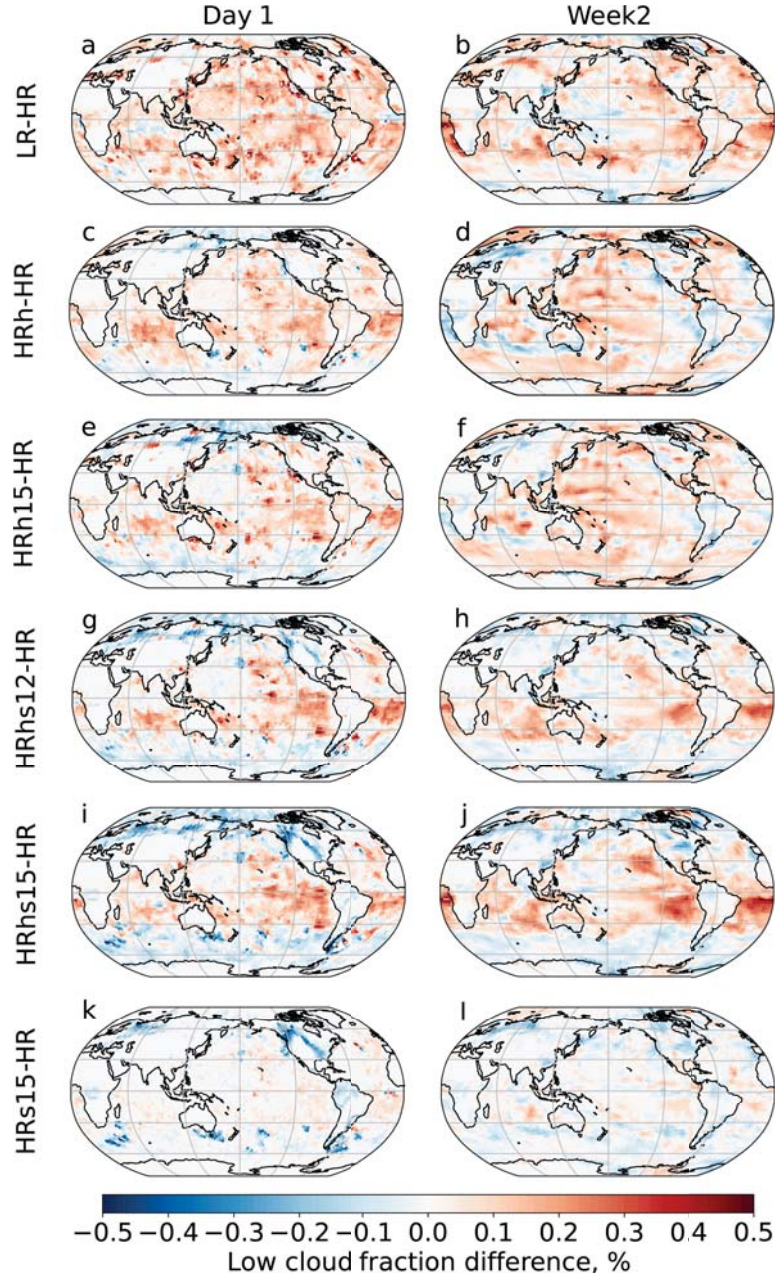 Day 1 Week2
LR-HR
a b
HRh-HR
c d
HRh15-HR
e f
HRhs12-HR
g h
HRhs15-HR
i j
HRs15-HR
k l
−0.5 −0.4 −0.3 −0.2 −0.1 0.0 0.1 0.2 0.3 0.4 0.5
Low cloud fraction difference, %